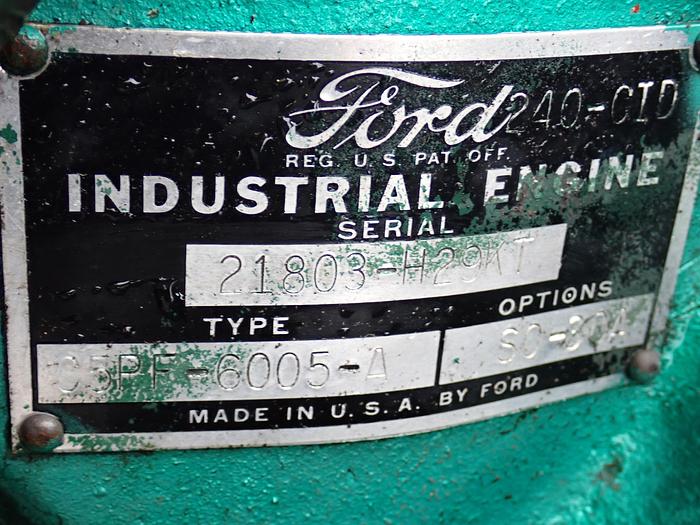 Ford 240-CID
REG. U.S. PAT. OFF.
INDUSTRIAL ENGINE
SERIAL
21803-H29KT
TYPE
OPTIONS
C5PF-6005-A
MADE IN U.S.A. BY FORD